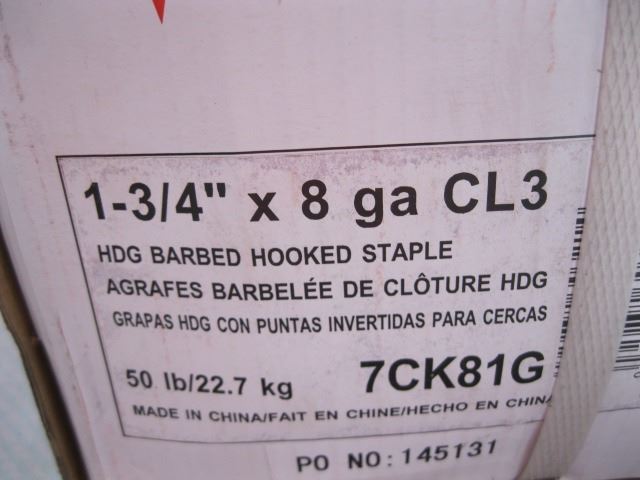 1-3/4" x 8 ga CL3
HDG BARBED HOOKED STAPLE
AGRAFES BARBELÉE DE CLÔTURE HDG
GRAPAS HDG CON PUNTAS INVERTIDAS PARA CERCAS
50 lb/22.7 kg 7CK81G
MADE IN CHINA/FAIT EN CHINE/HECHO EN CHINA
PO NO:145131